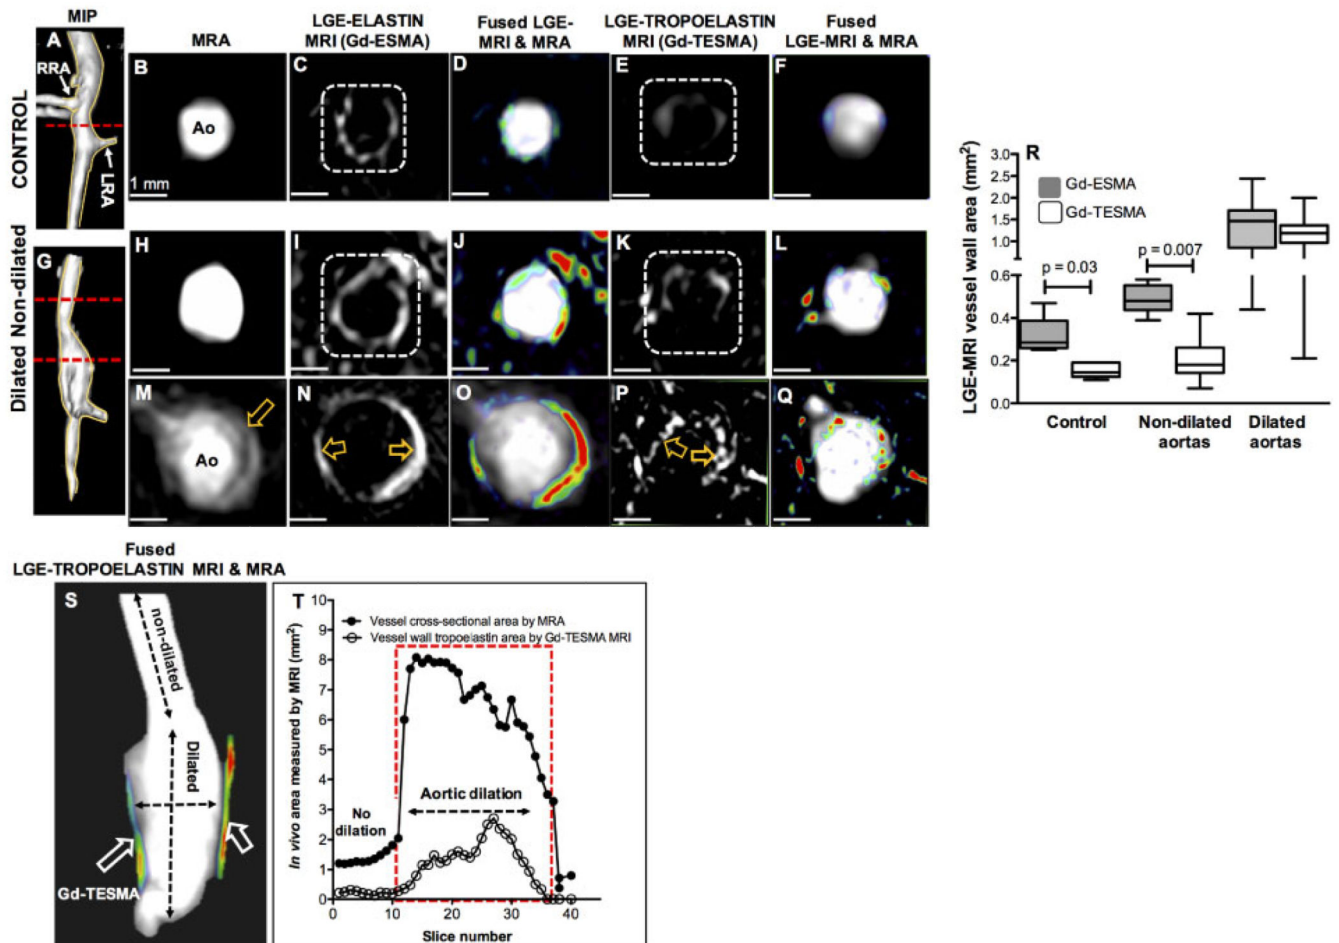 MIP
MRA
LGE-ELASTIN
MRI (Gd-ESMA)
Fused LGE-
MRI & MRA
LGE-TROPOELASTIN
MRI (Gd-TESMA)
Fused
LGE-MRI & MRA
CONTROL
A
RRA
LRA
B
Ao
1 mm
C
D
E
F
Dilated Non-dilated
G
H
I
J
K
L
M
Ao
N
O
P
Q
R
LGE-MRI vessel wall area (mm²)
3.0
2.5
2.0
1.5
1.0
0.6
0.4
0.2
0.0
Gd-ESMA
Gd-TESMA
p = 0.03
p = 0.007
Control
Non-dilated
aortas
Dilated
aortas
Fused
LGE-TROPOELASTIN MRI & MRA
S
non-dilated
Dilated
Gd-TESMA
T
In vivo area measured by MRI (mm²)
10
9
8
7
6
5
4
3
2
1
0
Vessel cross-sectional area by MRA
Vessel wall tropoelastin area by Gd-TESMA MRI
No
dilation
Aortic dilation
0 10 20 30 40
Slice number